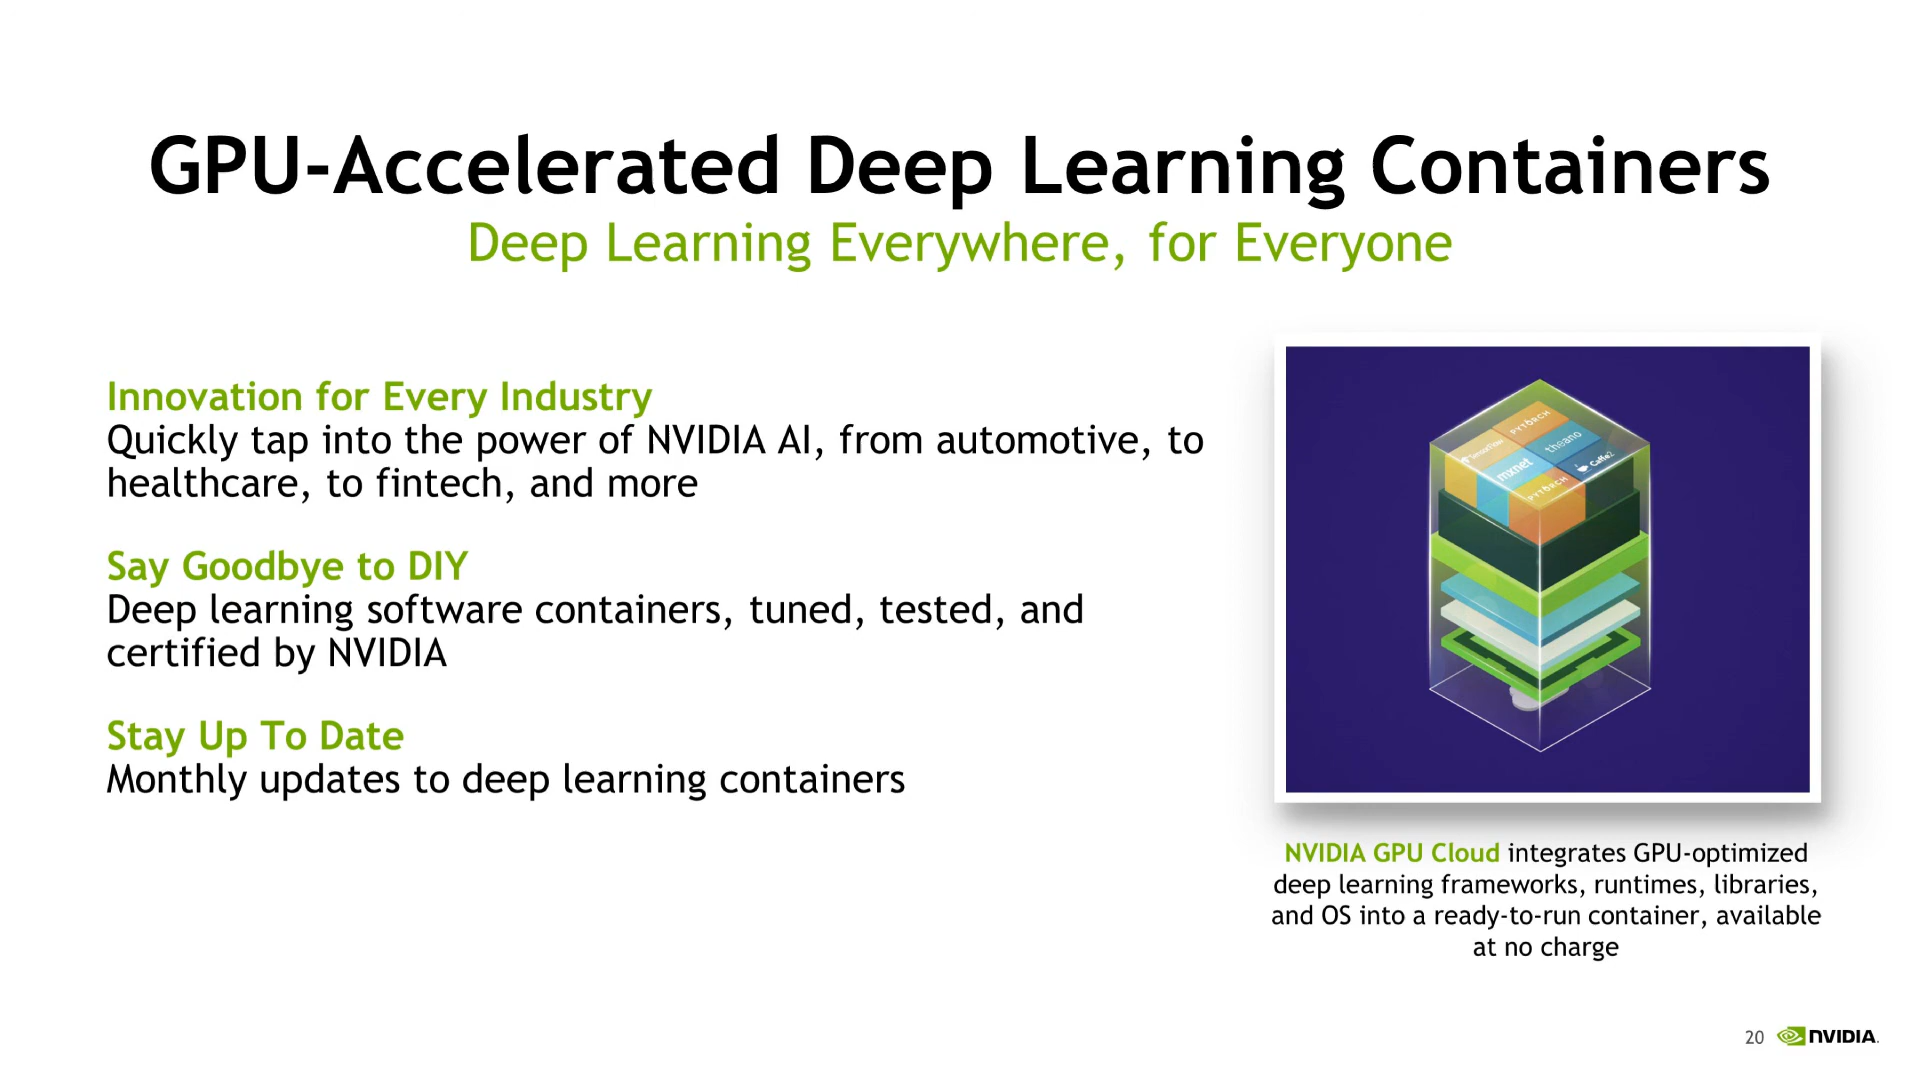 GPU-Accelerated Deep Learning Containers
Deep Learning Everywhere, for Everyone
Innovation for Every Industry
Quickly tap into the power of NVIDIA AI, from automotive, to
healthcare, to fintech, and more
Say Goodbye to DIY
Deep learning software containers, tuned, tested, and
certified by NVIDIA
Stay Up To Date
Monthly updates to deep learning containers
PYTORCH
TensorFlow
theano
mxnet
Caffe2
PYTORCH
NVIDIA GPU Cloud integrates GPU-optimized
deep learning frameworks, runtimes, libraries,
and OS into a ready-to-run container, available
at no charge
20 NVIDIA.